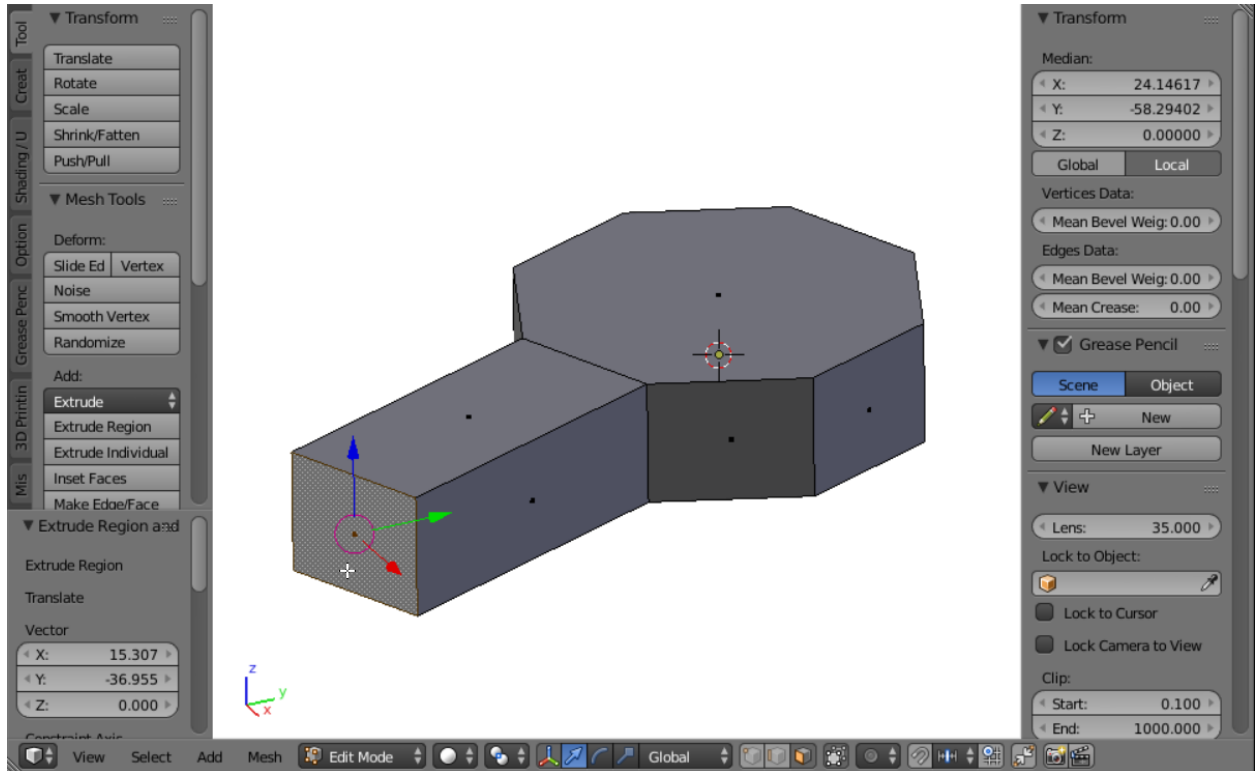 Tool
Creat
Shading / U
Option
Grease Penc
3D Printin
Mis
Transform
Translate
Rotate
Scale
Shrink/Fatten
Push/Pull
Mesh Tools
Deform:
Slide Ed Vertex
Noise
Smooth Vertex
Randomize
Add:
Extrude
Extrude Region
Extrude Individual
Inset Faces
Make Edge/Face
Extrude Region and
Extrude Region
Translate
Vector
X: 15.307
Y: -36.955
Z: 0.000
Constraint Axis
z
y
x
Transform
Median:
X: 24.14617
Y: -58.29402
Z: 0.00000
Global Local
Vertices Data:
Mean Bevel Weig: 0.00
Edges Data:
Mean Bevel Weig: 0.00
Mean Crease: 0.00
Grease Pencil
Scene Object
New
New Layer
View
Lens: 35.000
Lock to Object:
Lock to Cursor
Lock Camera to View
Clip:
Start: 0.100
End: 1000.000
View Select Add Mesh Edit Mode Global